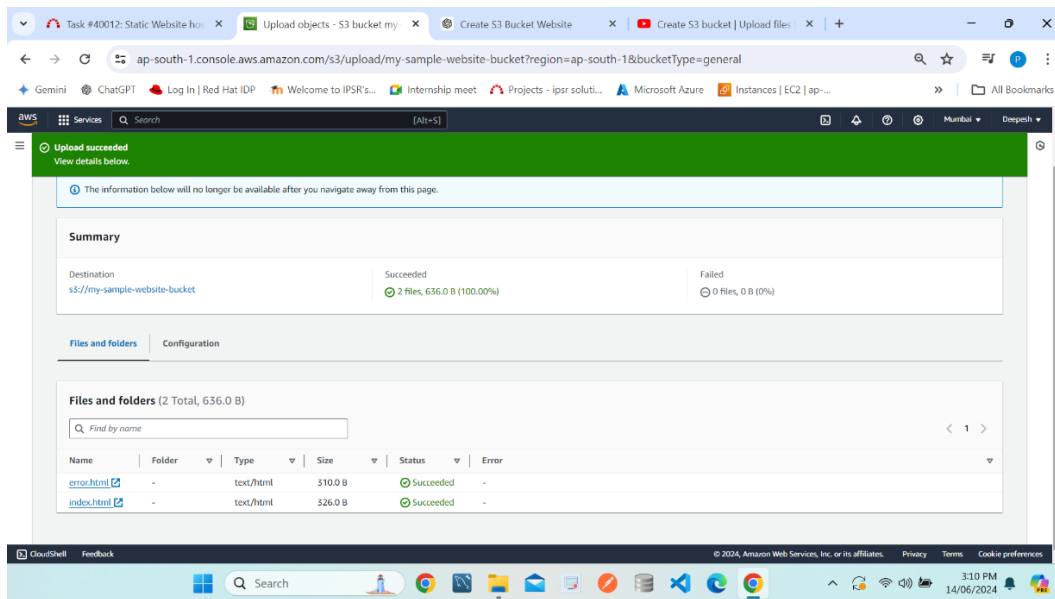 Task #40012: Static Website hos
Upload objects - S3 bucket my-
Create S3 Bucket Website
Create S3 bucket | Upload files
ap-south-1.console.aws.amazon.com/s3/upload/my-sample-website-bucket?region=ap-south-1&bucketType=general
P
Gemini ChatGPT Log In | Red Hat IDP Welcome to IPSR's... Internship meet Projects - ipsr soluti... Microsoft Azure Instances | EC2 | ap-... » All Bookmarks
aws Services Search [Alt+S] Mumbai Deepesh
Upload succeeded
View details below.
The information below will no longer be available after you navigate away from this page.
Summary
Destination Succeeded Failed
s3://my-sample-website-bucket 2 files, 636.0 B (100.00%) 0 files, 0 B (0%)
Files and folders Configuration
Files and folders (2 Total, 636.0 B)
Find by name
1
Name Folder Type Size Status Error
error.html - text/html 310.0 B Succeeded -
index.html - text/html 326.0 B Succeeded -
CloudShell Feedback © 2024, Amazon Web Services, Inc. or its affiliates. Privacy Terms Cookie preferences
Search
3:10 PM
14/06/2024
PRE